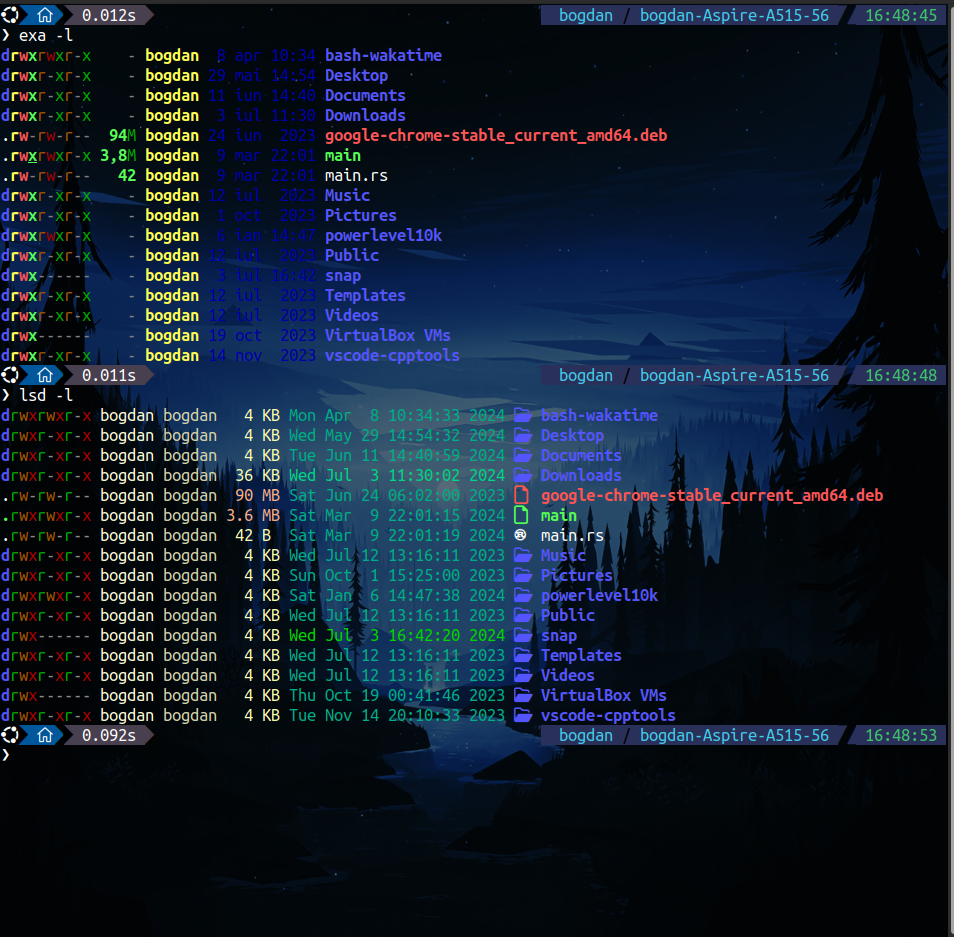 0.012s bogdan / bogdan-Aspire-A515-56 16:48:45
❯ exa -l
drwxrwxr-x - bogdan 8 apr 10:34 bash-wakatime
drwxr-xr-x - bogdan 29 mai 14:54 Desktop
drwxr-xr-x - bogdan 11 iun 14:40 Documents
drwxr-xr-x - bogdan 3 iul 11:30 Downloads
.rw-rw-r-- 94M bogdan 24 iun 2023 google-chrome-stable_current_amd64.deb
.rwxrwxr-x 3,8M bogdan 9 mar 22:01 main
.rw-rw-r-- 42 bogdan 9 mar 22:01 main.rs
drwxr-xr-x - bogdan 12 iul 2023 Music
drwxr-xr-x - bogdan 1 oct 2023 Pictures
drwxrwxr-x - bogdan 6 ian 14:47 powerlevel10k
drwxr-xr-x - bogdan 12 iul 2023 Public
drwx------ - bogdan 3 iul 16:42 snap
drwxr-xr-x - bogdan 12 iul 2023 Templates
drwxr-xr-x - bogdan 12 iul 2023 Videos
drwx------ - bogdan 19 oct 2023 VirtualBox VMs
drwxr-xr-x - bogdan 14 nov 2023 vscode-cpptools
0.011s bogdan / bogdan-Aspire-A515-56 16:48:48
❯ lsd -l
drwxrwxr-x bogdan bogdan 4 KB Mon Apr 8 10:34:33 2024 bash-wakatime
drwxr-xr-x bogdan bogdan 4 KB Wed May 29 14:54:32 2024 Desktop
drwxr-xr-x bogdan bogdan 4 KB Tue Jun 11 14:40:59 2024 Documents
drwxr-xr-x bogdan bogdan 36 KB Wed Jul 3 11:30:02 2024 Downloads
.rw-rw-r-- bogdan bogdan 90 MB Sat Jun 24 06:02:00 2023 google-chrome-stable_current_amd64.deb
.rwxrwxr-x bogdan bogdan 3.6 MB Sat Mar 9 22:01:15 2024 main
.rw-rw-r-- bogdan bogdan 42 B Sat Mar 9 22:01:19 2024 main.rs
drwxr-xr-x bogdan bogdan 4 KB Wed Jul 12 13:16:11 2023 Music
drwxr-xr-x bogdan bogdan 4 KB Sun Oct 1 15:25:00 2023 Pictures
drwxrwxr-x bogdan bogdan 4 KB Sat Jan 6 14:47:38 2024 powerlevel10k
drwxr-xr-x bogdan bogdan 4 KB Wed Jul 12 13:16:11 2023 Public
drwx------ bogdan bogdan 4 KB Wed Jul 3 16:42:20 2024 snap
drwxr-xr-x bogdan bogdan 4 KB Wed Jul 12 13:16:11 2023 Templates
drwxr-xr-x bogdan bogdan 4 KB Wed Jul 12 13:16:11 2023 Videos
drwx------ bogdan bogdan 4 KB Thu Oct 19 00:41:46 2023 VirtualBox VMs
drwxr-xr-x bogdan bogdan 4 KB Tue Nov 14 20:10:33 2023 vscode-cpptools
0.092s bogdan / bogdan-Aspire-A515-56 16:48:53
❯